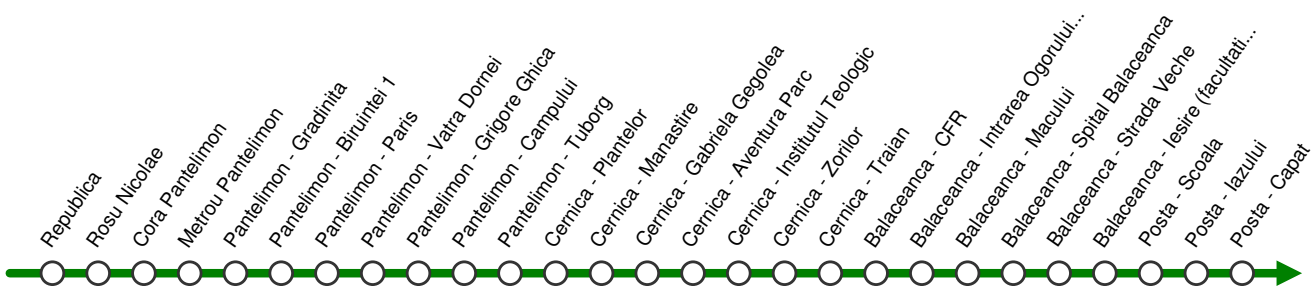 Republica
Rosu Nicolae
Cora Pantelimon
Metrou Pantelimon
Pantelimon - Gradinita
Pantelimon - Biruintei 1
Pantelimon - Paris
Pantelimon - Vatra Dornei
Pantelimon - Grigore Ghica
Pantelimon - Campului
Pantelimon - Tuborg
Cernica - Plantelor
Cernica - Manastire
Cernica - Gabriela Gegolea
Cernica - Aventura Parc
Cernica - Institutul Teologic
Cernica - Zorilor
Cernica - Traian
Balaceanca - CFR
Balaceanca - Intrarea Ogorului...
Balaceanca - Macului
Balaceanca - Spital Balaceanca
Balaceanca - Strada Veche
Balaceanca - Iesire (facultati...
Posta - Scoala
Posta - Iazului
Posta - Capat